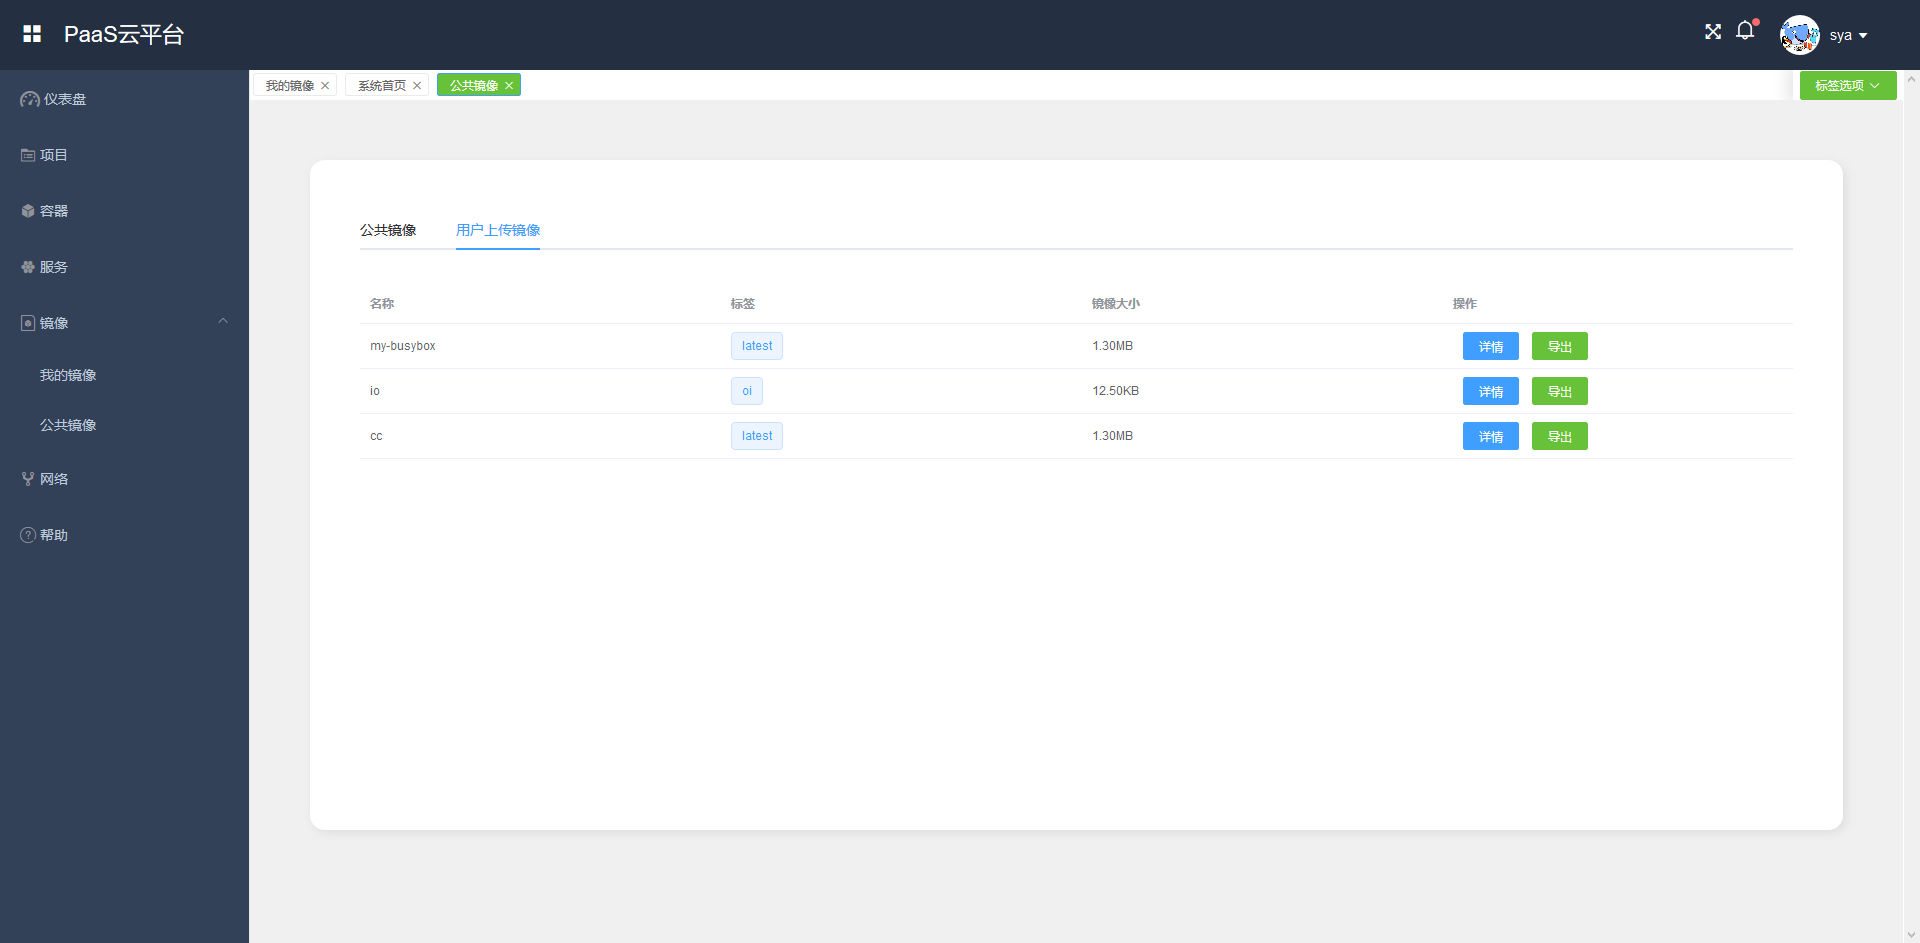 PaaS云平台
sya
仪表盘
项目
容器
服务
镜像
我的镜像
公共镜像
网络
帮助
我的镜像 系统首页 公共镜像 标签选项
公共镜像 用户上传镜像
名称 标签 镜像大小 操作
my-busybox latest 1.30MB 详情 导出
io oi 12.50KB 详情 导出
cc latest 1.30MB 详情 导出